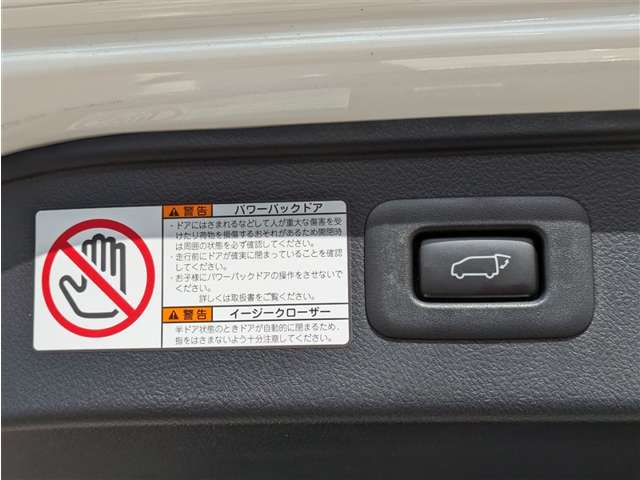 警告 パワーバックドア
・ドアにはさまれるなどして人が重大な傷害を受
けたり荷物を損傷するおそれがあるため開閉時
は周囲の状態を必ず確認してください。
・走行前にドアが確実に閉まっていることを確認
してください。
・お子様にパワーバックドアの操作をさせないで
ください。
詳しくは取扱書をご覧ください。
警告 イージークローザー
半ドア状態のときドアが自動的に閉まるため、
指をはさまないよう十分注意してください。